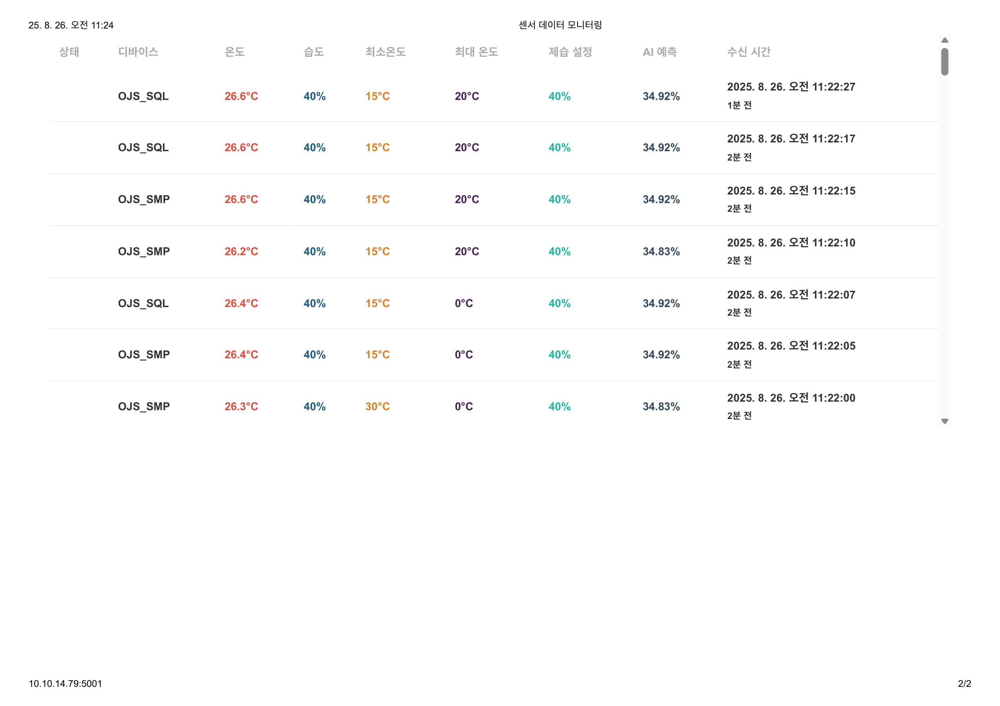 25. 8. 26. 오전 11:24 센서 데이터 모니터링
상태 디바이스 온도 습도 최소온도 최대 온도 제습 설정 AI 예측 수신 시간
OJS_SQL 26.6°C 40% 15°C 20°C 40% 34.92% 2025. 8. 26. 오전 11:22:27
1분 전
OJS_SQL 26.6°C 40% 15°C 20°C 40% 34.92% 2025. 8. 26. 오전 11:22:17
2분 전
OJS_SMP 26.6°C 40% 15°C 20°C 40% 34.92% 2025. 8. 26. 오전 11:22:15
2분 전
OJS_SMP 26.2°C 40% 15°C 20°C 40% 34.83% 2025. 8. 26. 오전 11:22:10
2분 전
OJS_SQL 26.4°C 40% 15°C 0°C 40% 34.92% 2025. 8. 26. 오전 11:22:07
2분 전
OJS_SMP 26.4°C 40% 15°C 0°C 40% 34.92% 2025. 8. 26. 오전 11:22:05
2분 전
OJS_SMP 26.3°C 40% 30°C 0°C 40% 34.83% 2025. 8. 26. 오전 11:22:00
2분 전
10.10.14.79:5001 2/2